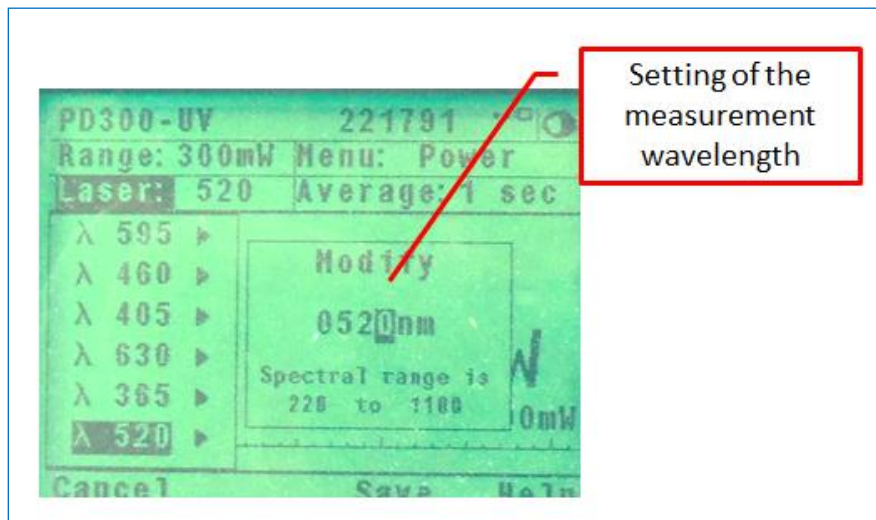 Setting of the
measurement
wavelength
PD300-UV 221791
Range: 300mW Menu: Power
Laser: 520 Average: 1 sec
λ 595
λ 460
λ 405
λ 630
λ 365
λ 520
Modify
0520nm
Spectral range is
220 to 1100
W
00mW
Cancel Save Help